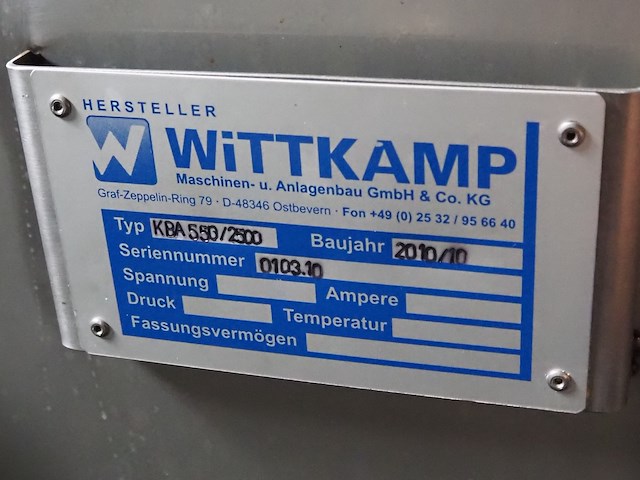 HERSTELLER
W WiTTKAMP
Maschinen- u. Anlagenbau GmbH & Co. KG
Graf-Zeppelin-Ring 79 · D-48346 Ostbevern · Fon +49 (0) 25 32 / 95 66 40
Typ KBA 550/2500 Baujahr 2010/10
Seriennummer 0103.10
Spannung Ampere
Druck Temperatur
Fassungsvermögen